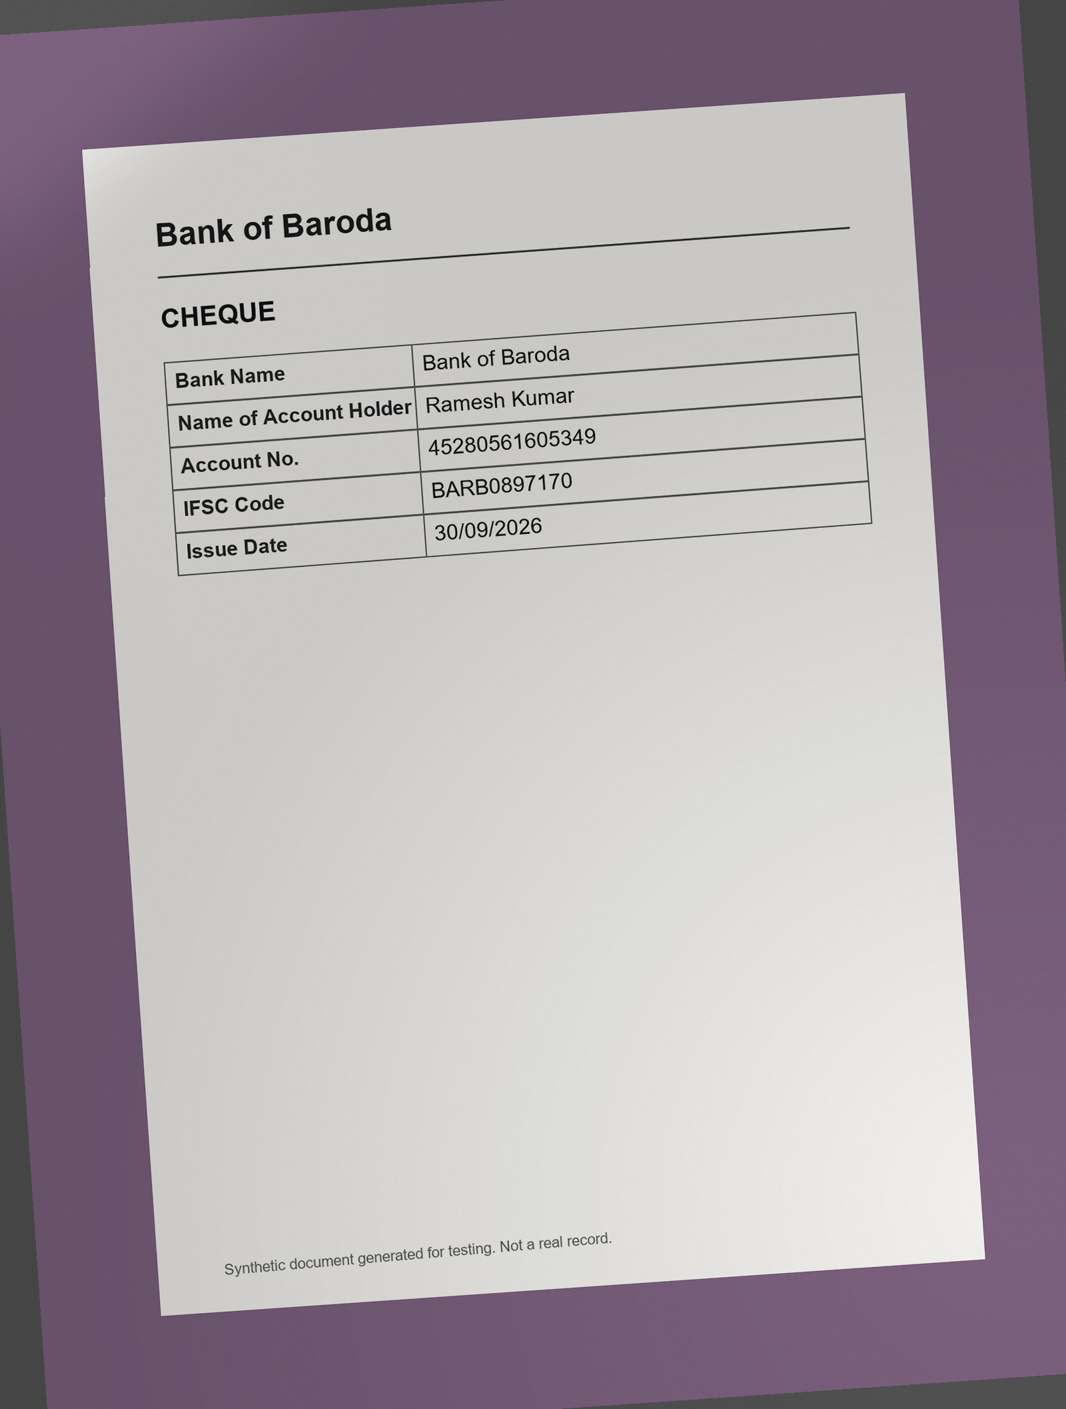 Bank of Baroda
CHEQUE
Bank Name Bank of Baroda
Name of Account Holder Ramesh Kumar
Account No. 45280561605349
IFSC Code BARB0897170
Issue Date 30/09/2026
Synthetic document generated for testing. Not a real record.